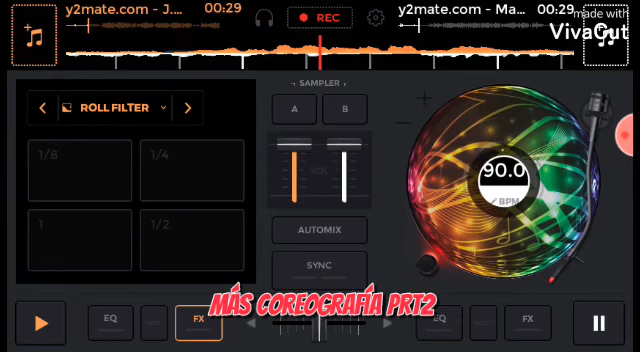 y2mate.com - J....
00:29
REC
y2mate.com - Ma...
00:29
made with
VivaCut
SAMPLER
ROLL FILTER
A
B
1/8
1/4
VOL
90.0
BPM
1
1/2
AUTOMIX
SYNC
MÁS COREOGRAFÍA PRT2
EQ
FX
EQ
FX